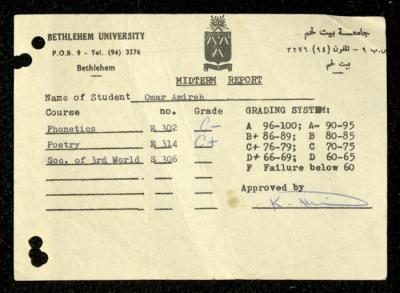 BETHLEHEM UNIVERSITY
P.O.B. 9 - Tel. (94) 3276
Bethlehem
جامعة بيت لحم
ص.ب ٩ - تلفون (٩٤) ٣٢٧٦
بيت لحم
MIDTERM REPORT
Name of Student Omar Amireh
Course no. Grade
Phonetics E 302 C-
Poetry E 314 C+
Soc. of 3rd World S 306
GRADING SYSTEM:
A 96-100; A- 90-95
B+ 86-89; B 80-85
C+ 76-79; C 70-75
D+ 66-69; D 60-65
F Failure below 60
Approved by